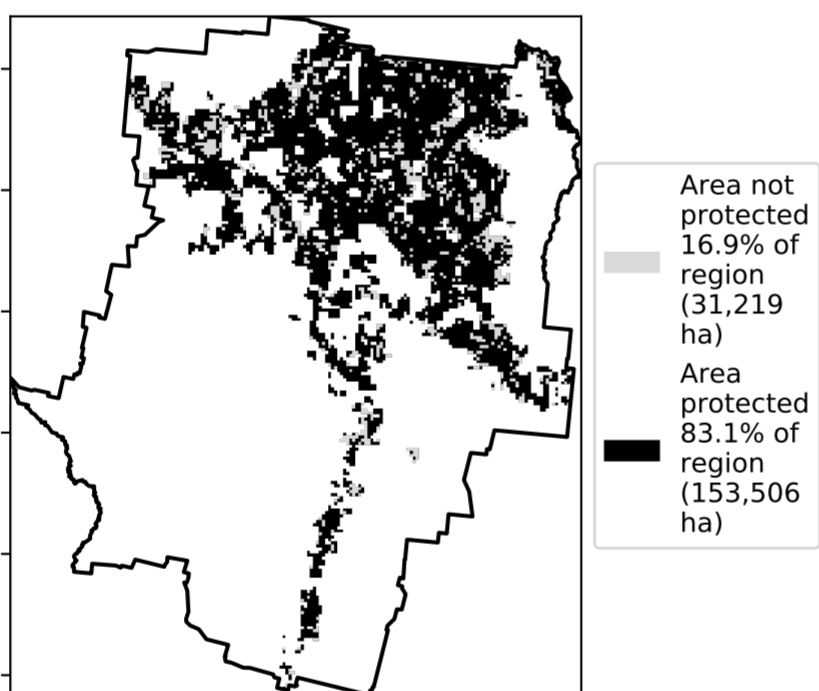 Area not
protected
16.9% of
region
(31,219
ha)
Area
protected
83.1% of
region
(153,506
ha)